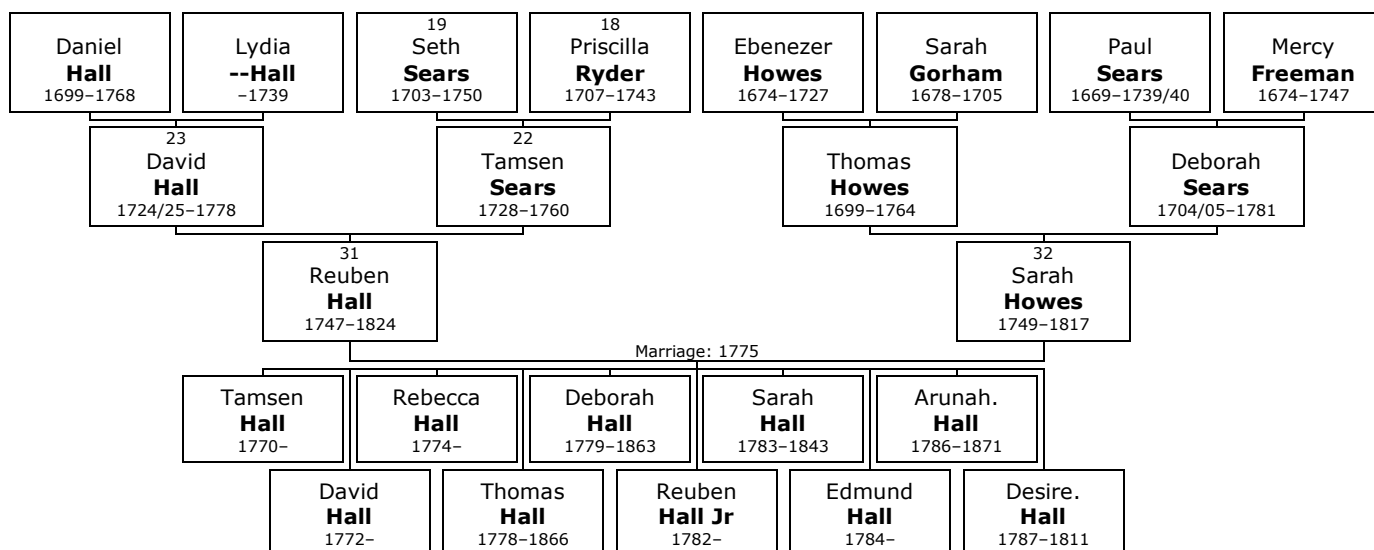 Daniel
Hall
1699–1768
Lydia
--Hall
–1739
19
Seth
Sears
1703–1750
18
Priscilla
Ryder
1707–1743
Ebenezer
Howes
1674–1727
Sarah
Gorham
1678–1705
Paul
Sears
1669–1739/40
Mercy
Freeman
1674–1747
23
David
Hall
1724/25–1778
22
Tamsen
Sears
1728–1760
Thomas
Howes
1699–1764
Deborah
Sears
1704/05–1781
31
Reuben
Hall
1747–1824
32
Sarah
Howes
1749–1817
Marriage: 1775
Tamsen
Hall
1770–
Rebecca
Hall
1774–
Deborah
Hall
1779–1863
Sarah
Hall
1783–1843
Arunah.
Hall
1786–1871
David
Hall
1772–
Thomas
Hall
1778–1866
Reuben
Hall Jr
1782–
Edmund
Hall
1784–
Desire.
Hall
1787–1811